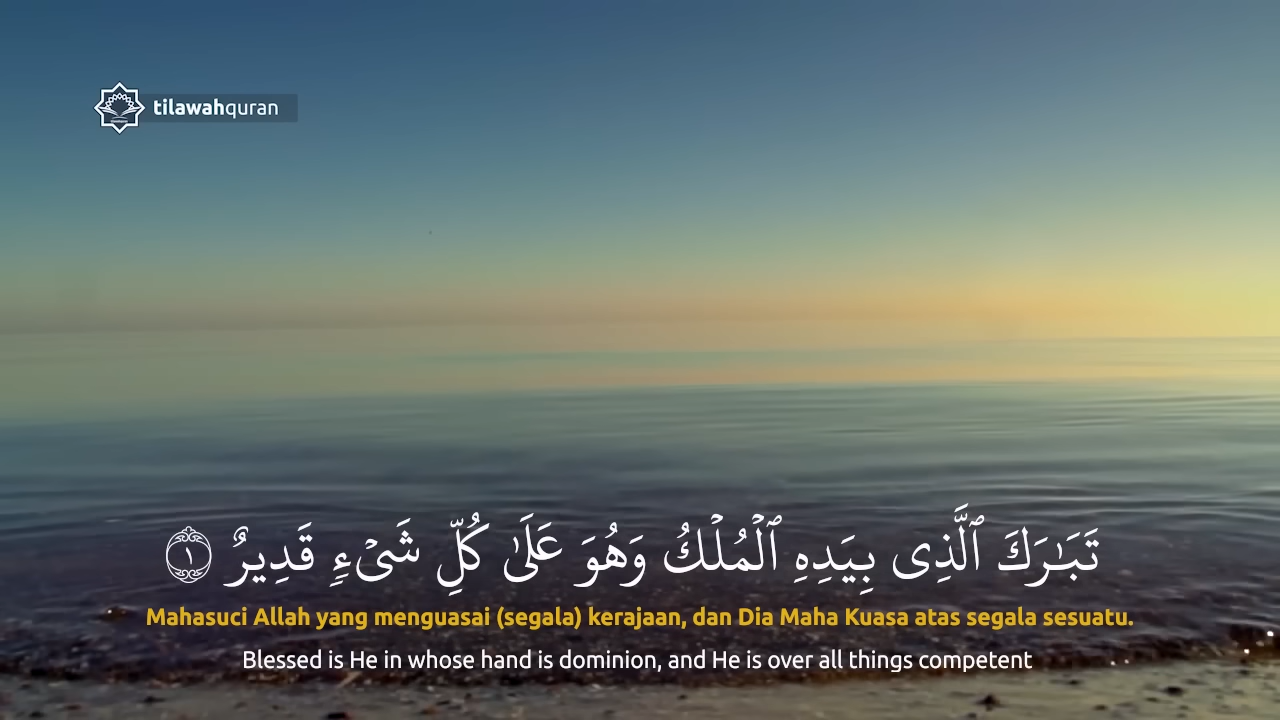 tilawahquran
تَبَـٰرَكَ ٱلَّذِى بِيَدِهِ ٱلْمُلْكُ وَهُوَ عَلَىٰ كُلِّ شَىْءٍ قَدِيرٌ ١
Mahasuci Allah yang menguasai (segala) kerajaan, dan Dia Maha Kuasa atas segala sesuatu.
Blessed is He in whose hand is dominion, and He is over all things competent